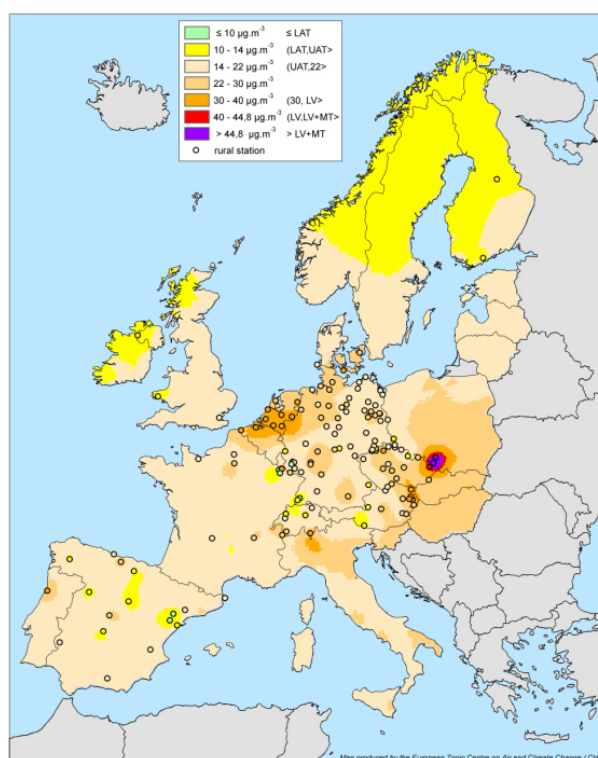 ≤ 10 µg.m⁻³ ≤ LAT
10 - 14 µg.m⁻³ (LAT,UAT>
14 - 22 µg.m⁻³ (UAT,22>
22 - 30 µg.m⁻³
30 - 40 µg.m⁻³ (30, LV>
40 - 44,8 µg.m⁻³ (LV,LV+MT>
> 44,8 µg.m⁻³ > LV+MT
rural station
Map produced by the European Topic Centre on Air and Climate Change /